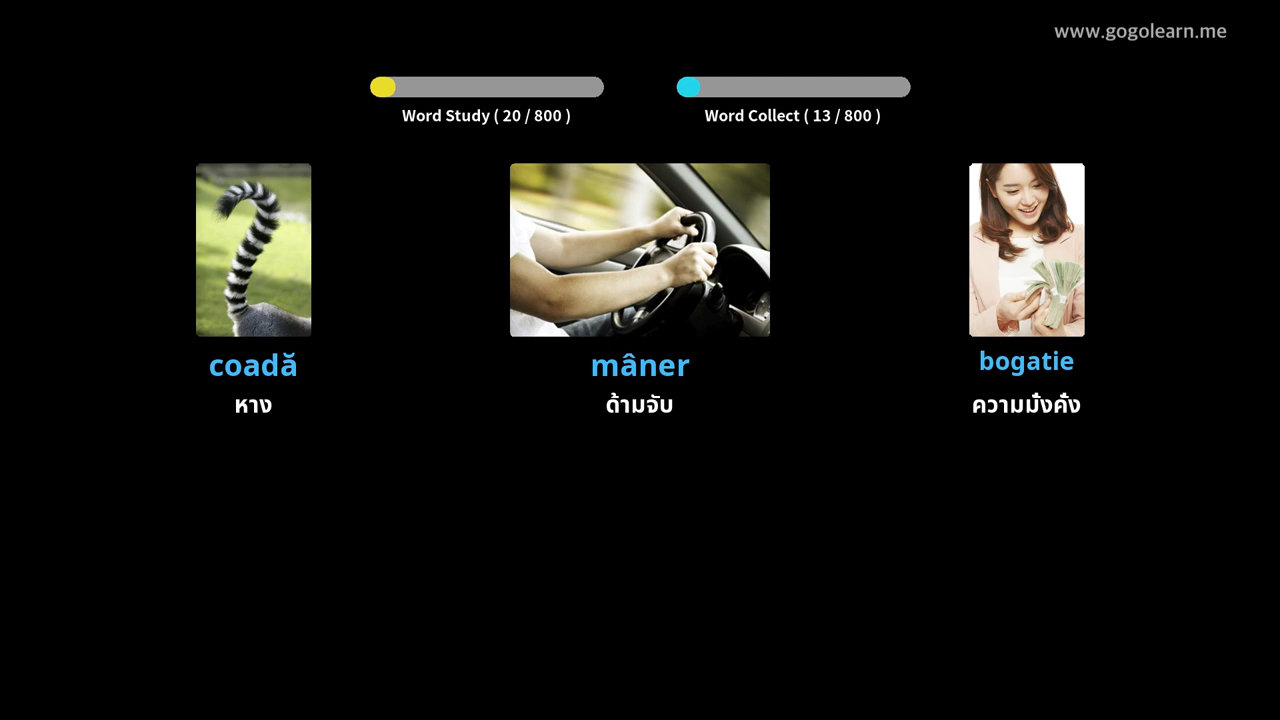 www.gogolearn.me
Word Study ( 20 / 800 )
Word Collect ( 13 / 800 )
coadă
mâner
bogatie
หาง
ด้ามจับ
ความมั่งคั่ง